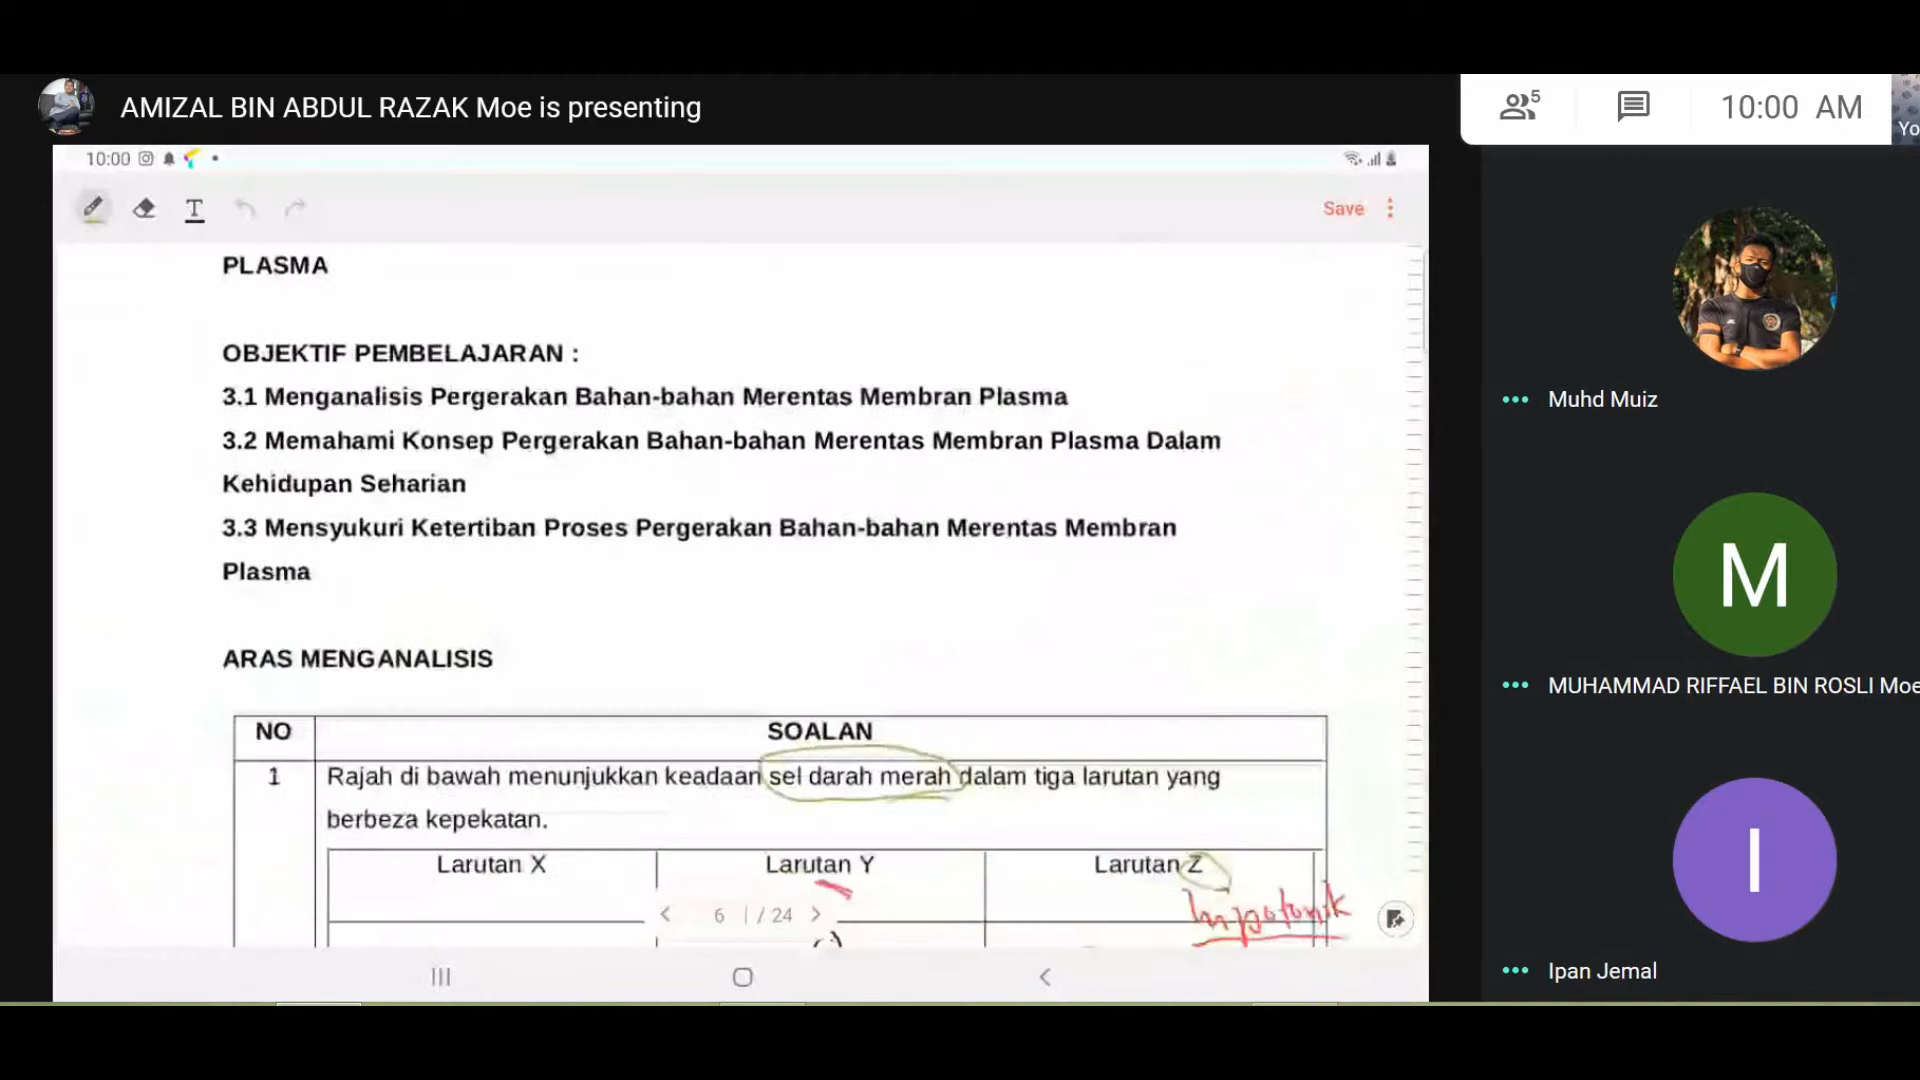 AMIZAL BIN ABDUL RAZAK Moe is presenting
5
10:00 AM
Yo
10:00
T
Save
PLASMA
OBJEKTIF PEMBELAJARAN :
3.1 Menganalisis Pergerakan Bahan-bahan Merentas Membran Plasma
3.2 Memahami Konsep Pergerakan Bahan-bahan Merentas Membran Plasma Dalam
Kehidupan Seharian
3.3 Mensyukuri Ketertiban Proses Pergerakan Bahan-bahan Merentas Membran
Plasma
ARAS MENGANALISIS
NO SOALAN
1 Rajah di bawah menunjukkan keadaan sel darah merah dalam tiga larutan yang
berbeza kepekatan.
Larutan X Larutan Y Larutan Z
6 / 24
Muhd Muiz
M
MUHAMMAD RIFFAEL BIN ROSLI Moe
I
Ipan Jemal